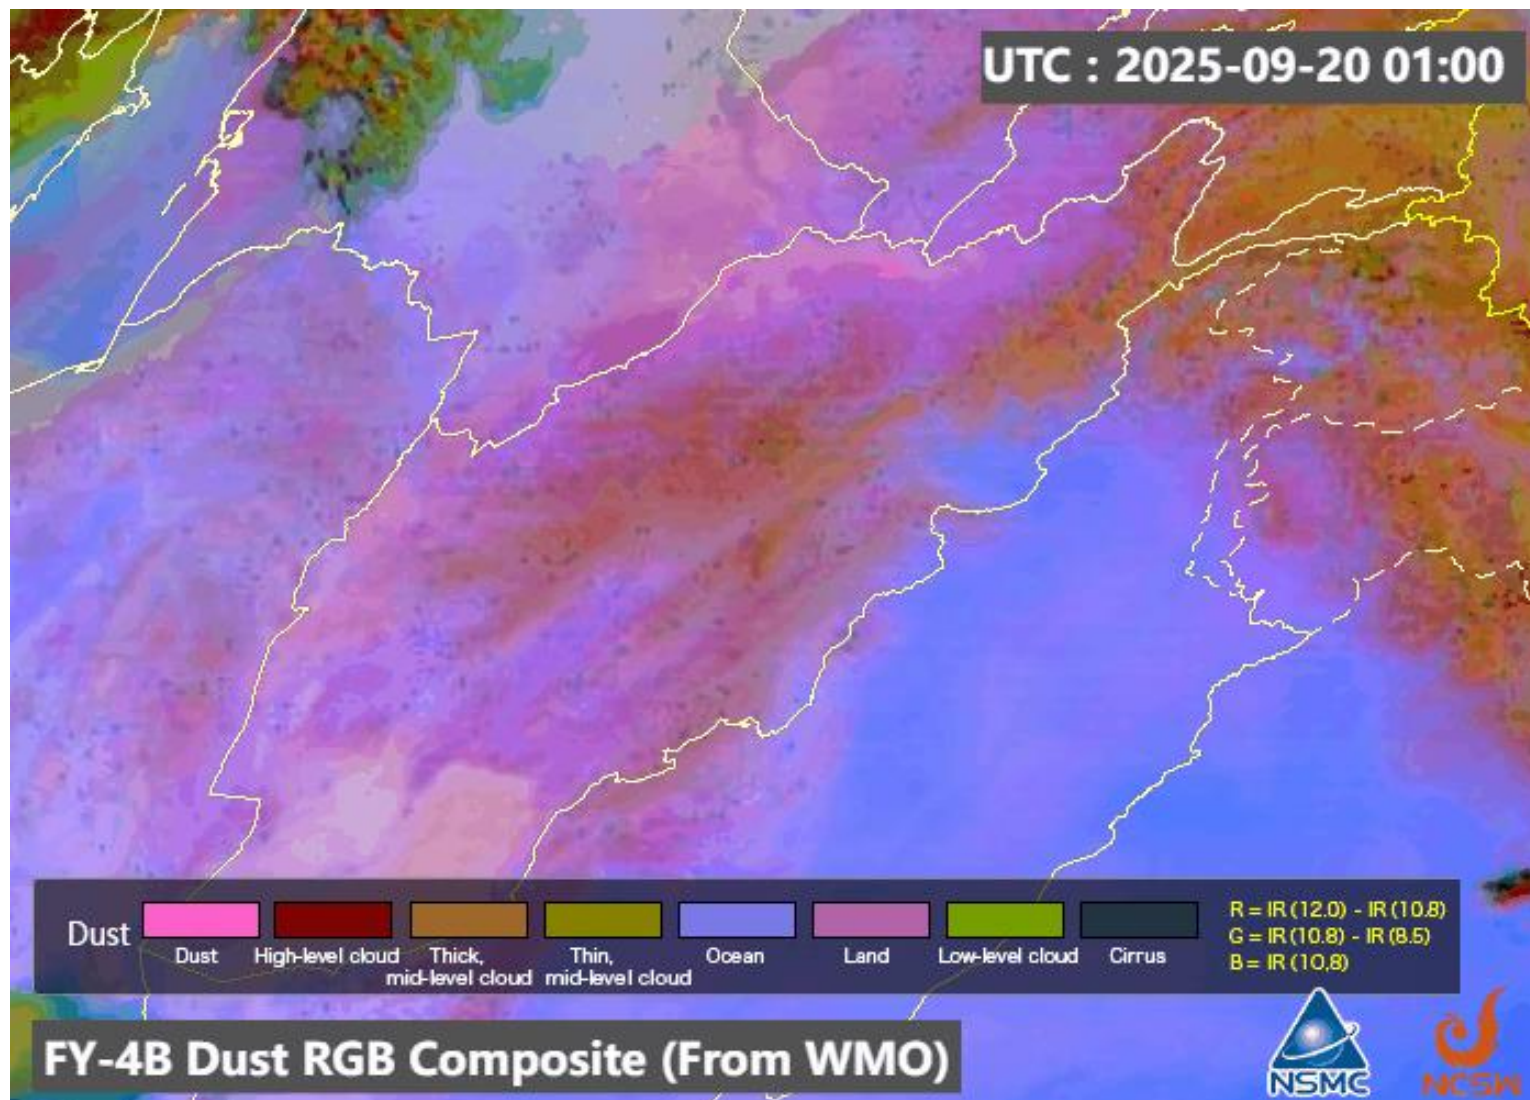 UTC : 2025-09-20 01:00
Dust
Dust
High-level cloud
Thick,
mid-level cloud
Thin,
mid-level cloud
Ocean
Land
Low-level cloud
Cirrus
R = IR (12.0) - IR (10.8)
G = IR (10.8) - IR (8.5)
B = IR (10,8)
FY-4B Dust RGB Composite (From WMO)
NSMC
NCSW